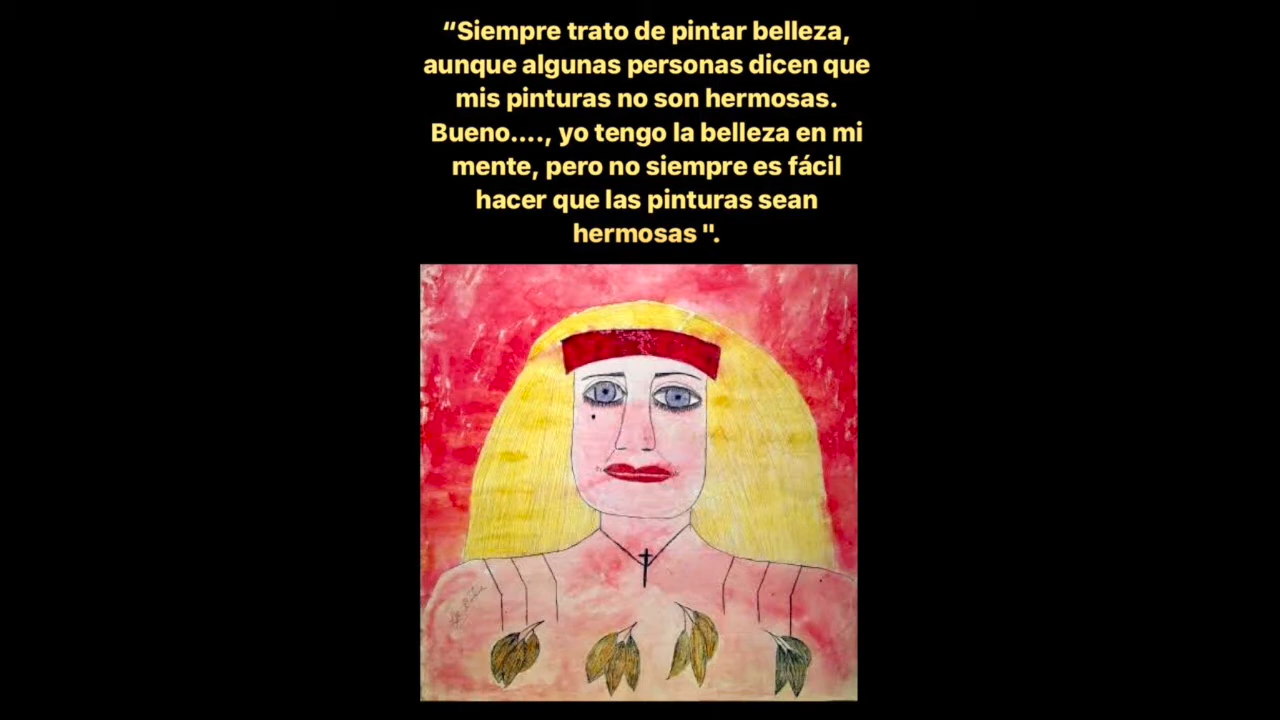 “Siempre trato de pintar belleza,
aunque algunas personas dicen que
mis pinturas no son hermosas.
Bueno...., yo tengo la belleza en mi
mente, pero no siempre es fácil
hacer que las pinturas sean
hermosas ".